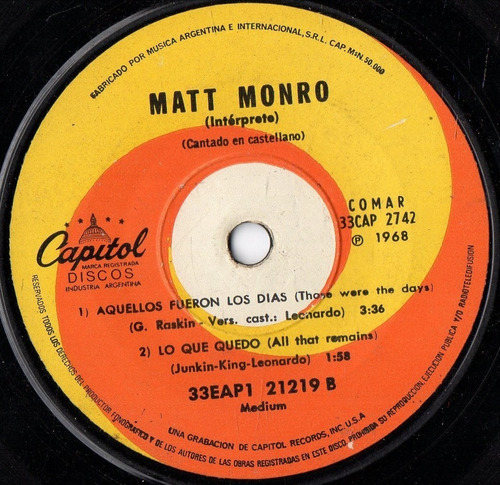 FABRICADO POR MUSICA ARGENTINA E INTERNACIONAL, S.R.L. CAP. M$N 50.000
MATT MONRO
(Intérprete)
(Cantado en castellano)
COMAR
33CAP 2742
℗ 1968
Capitol
MARCA REGISTRADA
DISCOS
INDUSTRIA ARGENTINA
1) AQUELLOS FUERON LOS DIAS (Those were the days)
(G. Raskin - Vers. cast.: Leonardo) 3:36
2) LO QUE QUEDO (All that remains)
(Junkin-King-Leonardo) 1:58
33EAP1 21219 B
Medium
UNA GRABACION DE CAPITOL RECORDS, INC. U.S.A
RESERVADOS TODOS LOS DERECHOS DEL PRODUCTOR FONOGRAFICO Y DE LOS AUTORES DE LAS OBRAS REGISTRADAS EN ESTE DISCO. PROHIBIDA SU REPRODUCCION, EJECUCION PUBLICA Y/O RADIOTELEDIFUSION